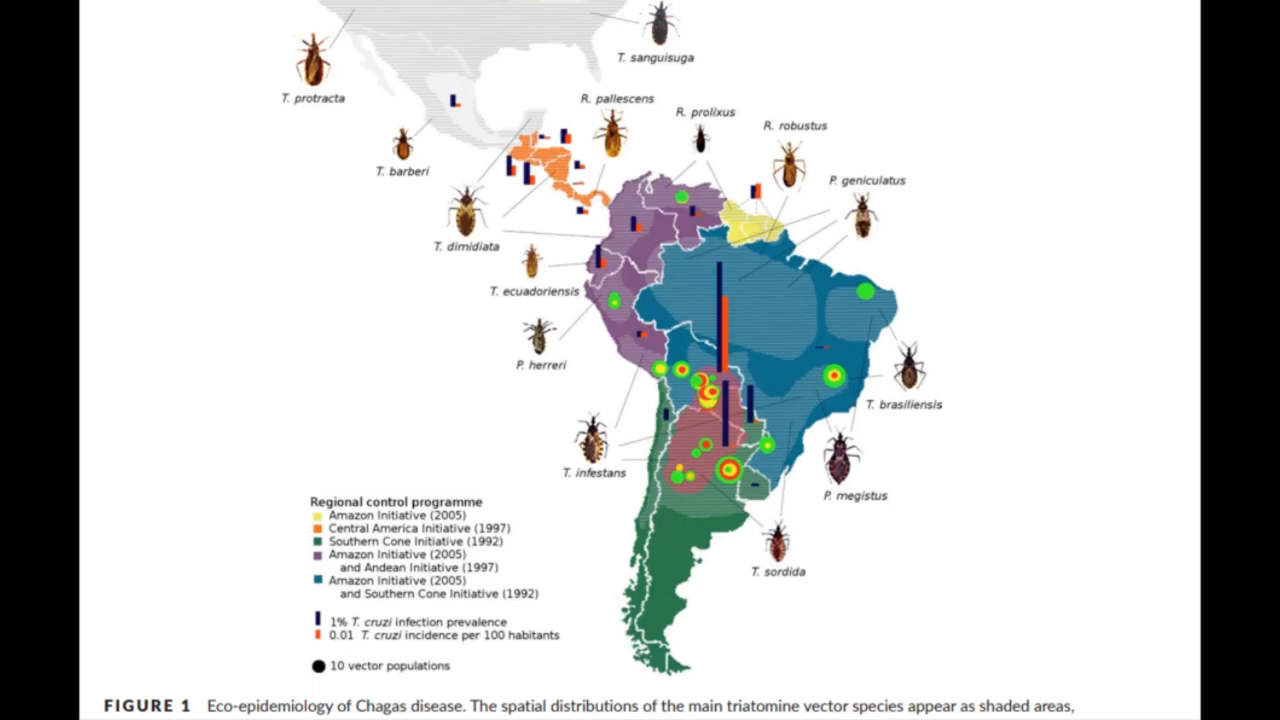 T. sanguisuga
T. protracta
R. pallescens
R. prolixus
R. robustus
T. barberi
P. geniculatus
T. dimidiata
T. ecuadoriensis
P. herreri
T. brasiliensis
T. infestans
P. megistus
T. sordida
Regional control programme
Amazon Initiative (2005)
Central America Initiative (1997)
Southern Cone Initiative (1992)
Amazon Initiative (2005)
and Andean Initiative (1997)
Amazon Initiative (2005)
and Southern Cone Initiative (1992)
1% T. cruzi infection prevalence
0.01 T. cruzi incidence per 100 habitants
10 vector populations
FIGURE 1 Eco-epidemiology of Chagas disease. The spatial distributions of the main triatomine vector species appear as shaded areas,